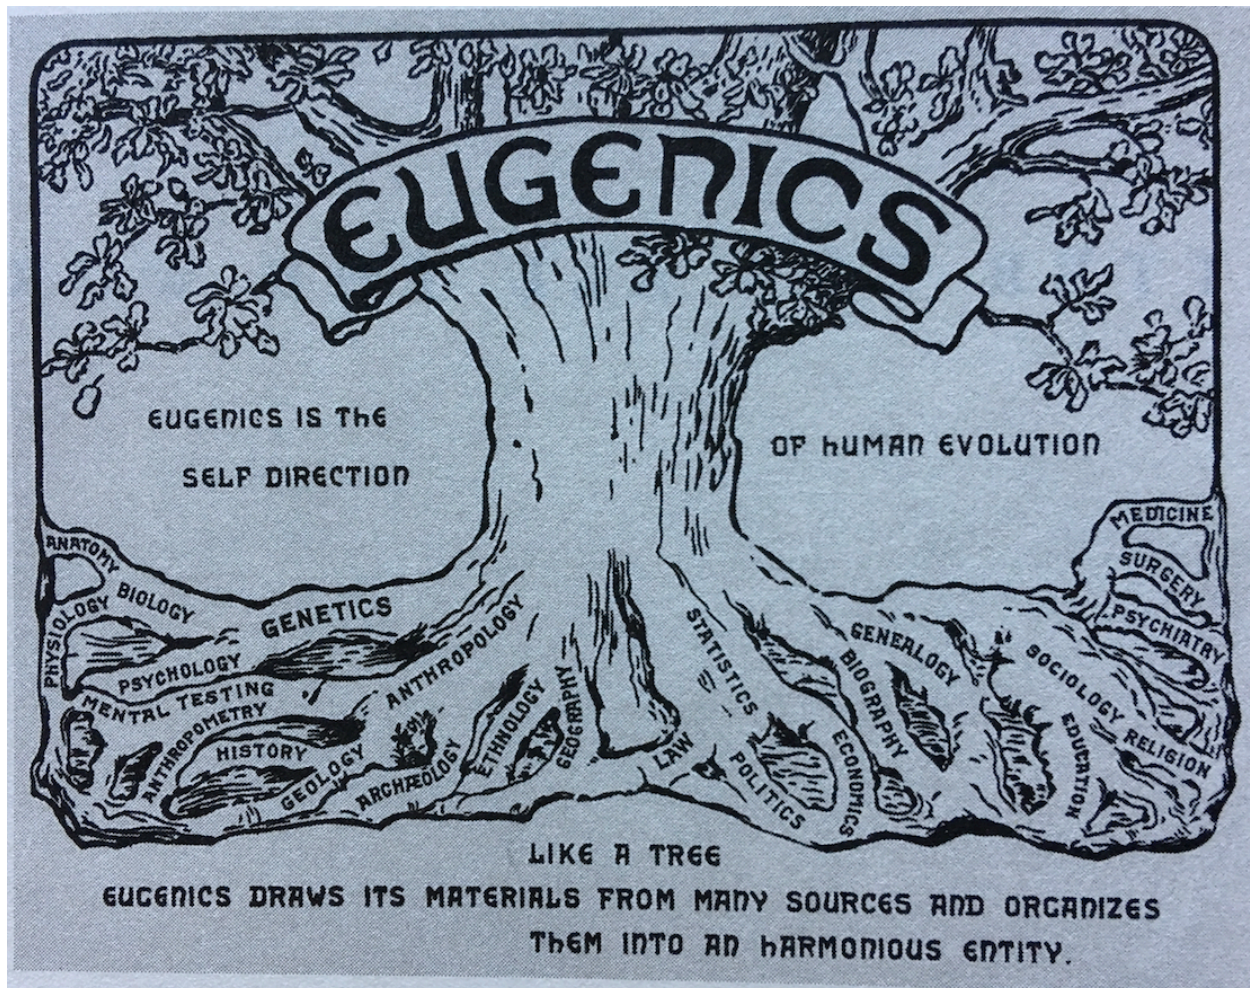 EUGENICS
EUGENICS IS THE
SELF DIRECTION
OF HUMAN EVOLUTION
ANATOMY
BIOLOGY
PHYSIOLOGY
GENETICS
PSYCHOLOGY
MENTAL TESTING
ANTHROPOMETRY
HISTORY
GEOLOGY
ANTHROPOLOGY
ARCHÆOLOGY
ETHNOLOGY
GEOGRAPHY
LAW
STATISTICS
POLITICS
ECONOMICS
BIOGRAPHY
GENEALOGY
EDUCATION
SOCIOLOGY
RELIGION
PSYCHIATRY
SURGERY
MEDICINE
LIKE A TREE
EUGENICS DRAWS ITS MATERIALS FROM MANY SOURCES AND ORGANIZES
THEM INTO AN HARMONIOUS ENTITY.